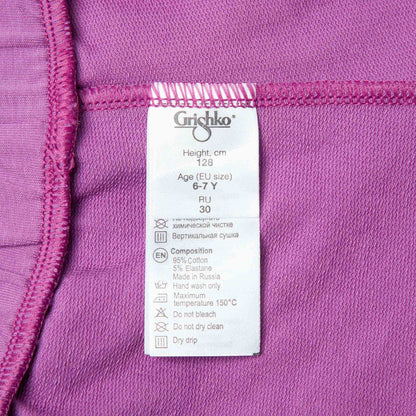 Grishko®
Height, cm
128
Age (EU size)
6-7 Y
RU
30
химической чистке
Вертикальная сушка
EN
Composition
95% Cotton
5% Elastane
Made in Russia
Hand wash only
Maximum
temperature 150°C
Do not bleach
Do not dry clean
Dry drip